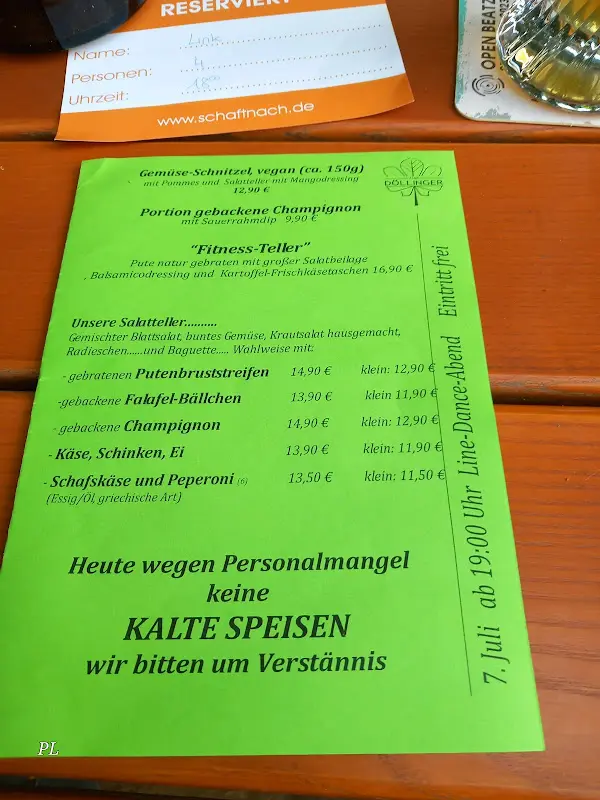 RESERVIERT
Name: Link
Personen: 4
Uhrzeit: 18⁰⁰
www.schaftnach.de
OPEN BEATZ
Gemüse-Schnitzel, vegan (ca. 150g)
mit Pommes und Salatteller mit Mangodressing
12,90 €
DÖLLINGER
Portion gebackene Champignon
mit Sauerrahmdip 9,90 €
“Fitness-Teller”
Pute natur gebraten mit großer Salatbeilage
, Balsamicodressing und Kartoffel-Frischkäsetaschen 16,90 €
Unsere Salatteller..........
Gemischter Blattsalat, buntes Gemüse, Krautsalat hausgemacht,
Radieschen......und Baguette..... Wahlweise mit:
- gebratenen Putenbruststreifen 14,90 € klein: 12,90 €
-gebackene Falafel-Bällchen 13,90 € klein 11,90 €
- gebackene Champignon 14,90 € klein: 12,90 €
- Käse, Schinken, Ei 13,90 € klein: 11,90 €
- Schafskäse und Peperoni (6) 13,50 € klein: 11,50 €
(Essig/Öl, griechische Art)
Heute wegen Personalmangel
keine
KALTE SPEISEN
wir bitten um Verstännis
7. Juli ab 19:00 Uhr Line-Dance-Abend Eintritt frei
PL